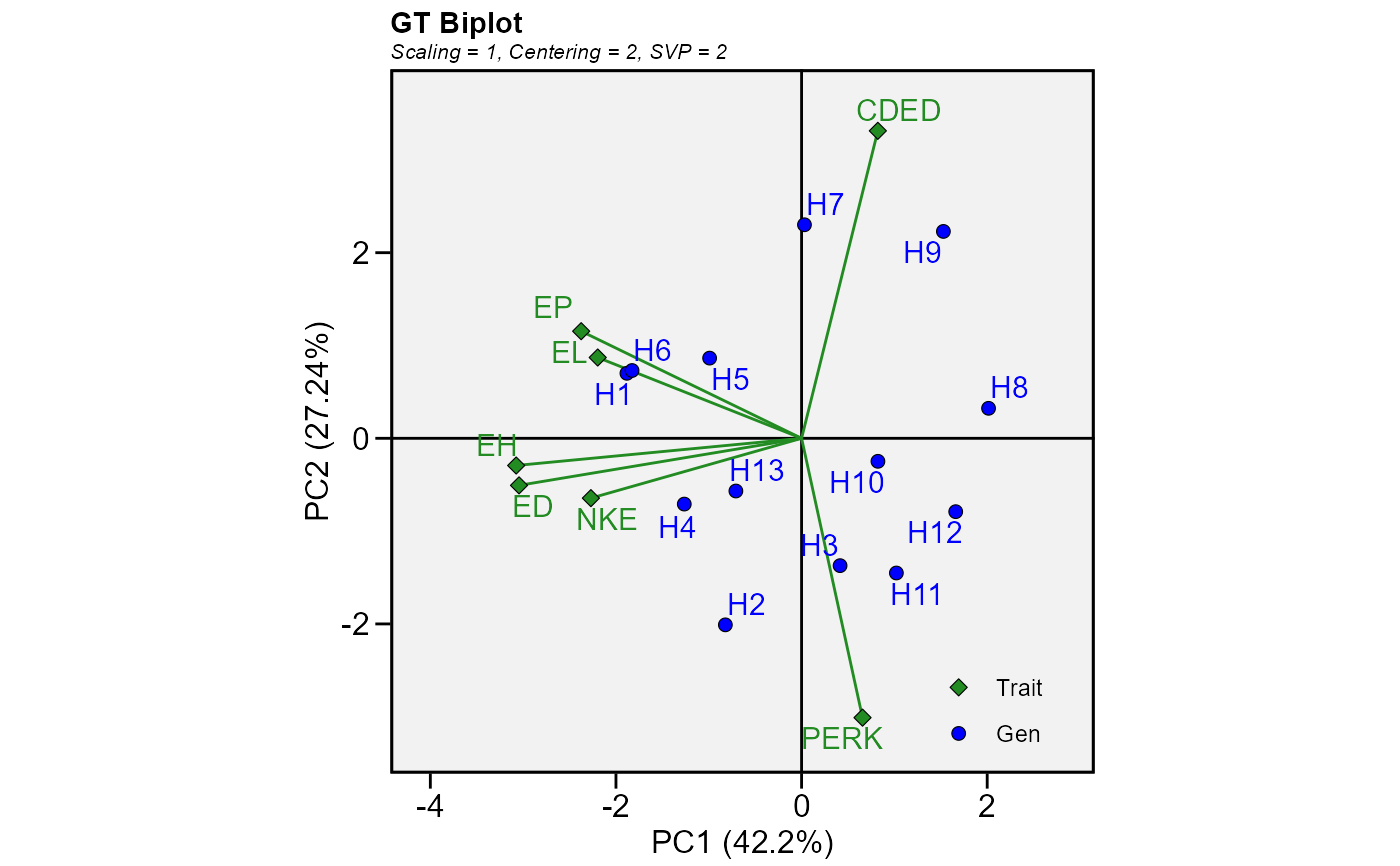 GT Biplot
Scaling = 1, Centering = 2, SVP = 2
CDED
H7
H9
EP
EL
H6
H5
H1
H8
EH
H13
H10
ED
NKE
H4
H12
H3
H11
H2
PERK
Trait
Gen
2
0
-2
-4
-2
0
2
PC1 (42.2%)
PC2 (27.24%)